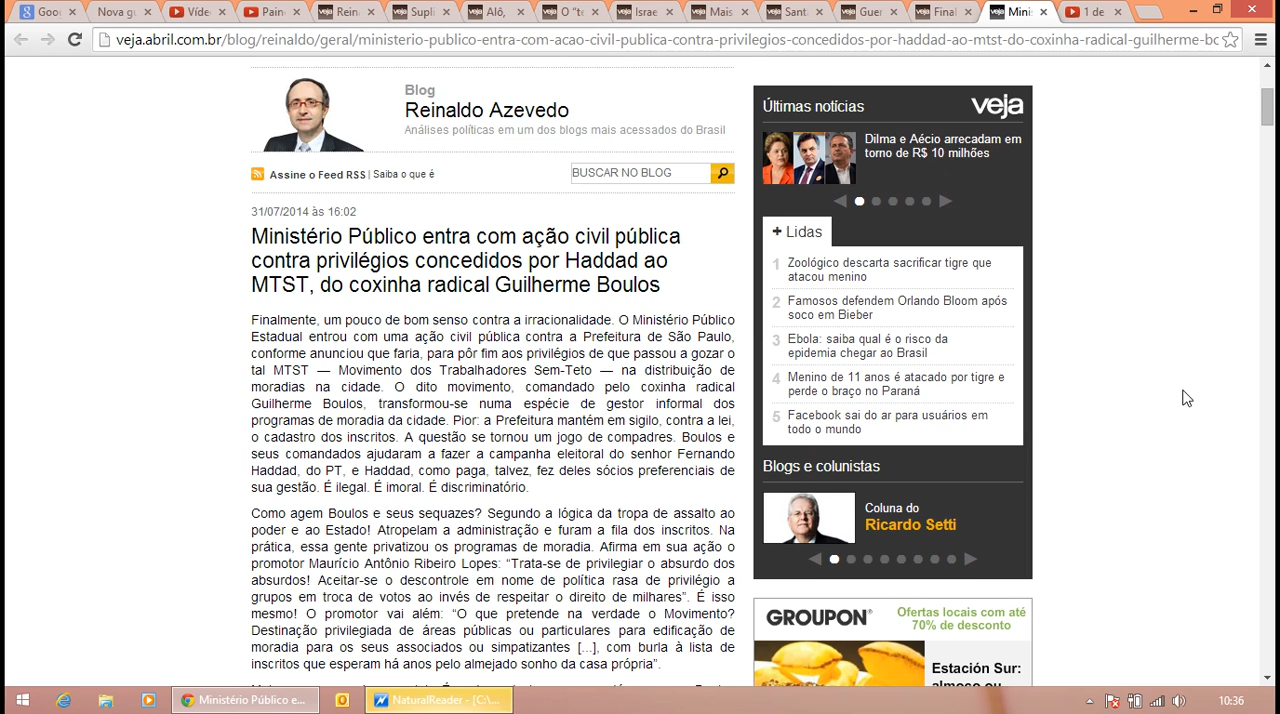 Goo
Nova gu
Víde
Pain
Rein
Supli
Alô,
O "te
Israe
Mais
Santa
Guer
Final
Mini
1 de
veja.abril.com.br/blog/reinaldo/geral/ministerio-publico-entra-com-acao-civil-publica-contra-privilegios-concedidos-por-haddad-ao-mtst-do-coxinha-radical-guilherme-bo
Blog
Reinaldo Azevedo
Análises políticas em um dos blogs mais acessados do Brasil
Assine o Feed RSS | Saiba o que é
BUSCAR NO BLOG
31/07/2014 às 16:02
Ministério Público entra com ação civil pública
contra privilégios concedidos por Haddad ao
MTST, do coxinha radical Guilherme Boulos
Finalmente, um pouco de bom senso contra a irracionalidade. O Ministério Público
Estadual entrou com uma ação civil pública contra a Prefeitura de São Paulo,
conforme anunciou que faria, para pôr fim aos privilégios de que passou a gozar o
tal MTST — Movimento dos Trabalhadores Sem-Teto — na distribuição de
moradias na cidade. O dito movimento, comandado pelo coxinha radical
Guilherme Boulos, transformou-se numa espécie de gestor informal dos
programas de moradia da cidade. Pior: a Prefeitura mantém em sigilo, contra a lei,
o cadastro dos inscritos. A questão se tornou um jogo de compadres. Boulos e
seus comandados ajudaram a fazer a campanha eleitoral do senhor Fernando
Haddad, do PT, e Haddad, como paga, talvez, fez deles sócios preferenciais de
sua gestão. É ilegal. É imoral. É discriminatório.
Como agem Boulos e seus sequazes? Segundo a lógica da tropa de assalto ao
poder e ao Estado! Atropelam a administração e furam a fila dos inscritos. Na
prática, essa gente privatizou os programas de moradia. Afirma em sua ação o
promotor Maurício Antônio Ribeiro Lopes: “Trata-se de privilegiar o absurdo dos
absurdos! Aceitar-se o descontrole em nome de política rasa de privilégio a
grupos em troca de votos ao invés de respeitar o direito de milhares”. É isso
mesmo! O promotor vai além: “O que pretende na verdade o Movimento?
Destinação privilegiada de áreas públicas ou particulares para edificação de
moradia para os seus associados ou simpatizantes [...], com burla à lista de
inscritos que esperam há anos pelo almejado sonho da casa própria”.
Últimas notícias
veja
Dilma e Aécio arrecadam em
torno de R$ 10 milhões
+ Lidas
1 Zoológico descarta sacrificar tigre que
atacou menino
2 Famosos defendem Orlando Bloom após
soco em Bieber
3 Ebola: saiba qual é o risco da
epidemia chegar ao Brasil
4 Menino de 11 anos é atacado por tigre e
perde o braço no Paraná
5 Facebook sai do ar para usuários em
todo o mundo
Blogs e colunistas
Coluna do
Ricardo Setti
GROUPON®
Ofertas locais com até
70% de desconto
Estación Sur:
almoço ou
Ministério Público e...
NaturalReader - [C:\...
10:36